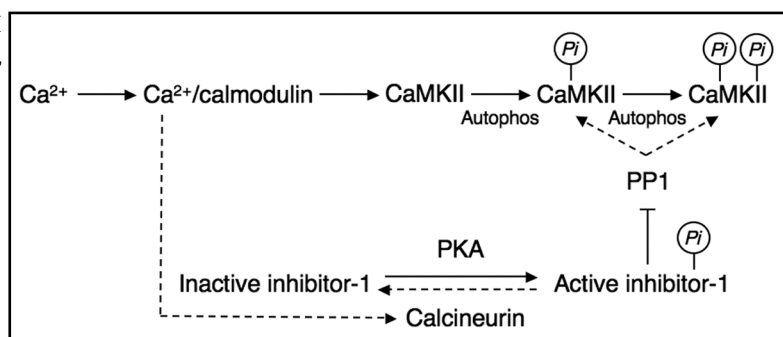 Pi Pi Pi
Ca²⁺ Ca²⁺/calmodulin CaMKII CaMKII CaMKII
Autophos Autophos
PP1
Pi
PKA
Inactive inhibitor-1 Active inhibitor-1
Calcineurin